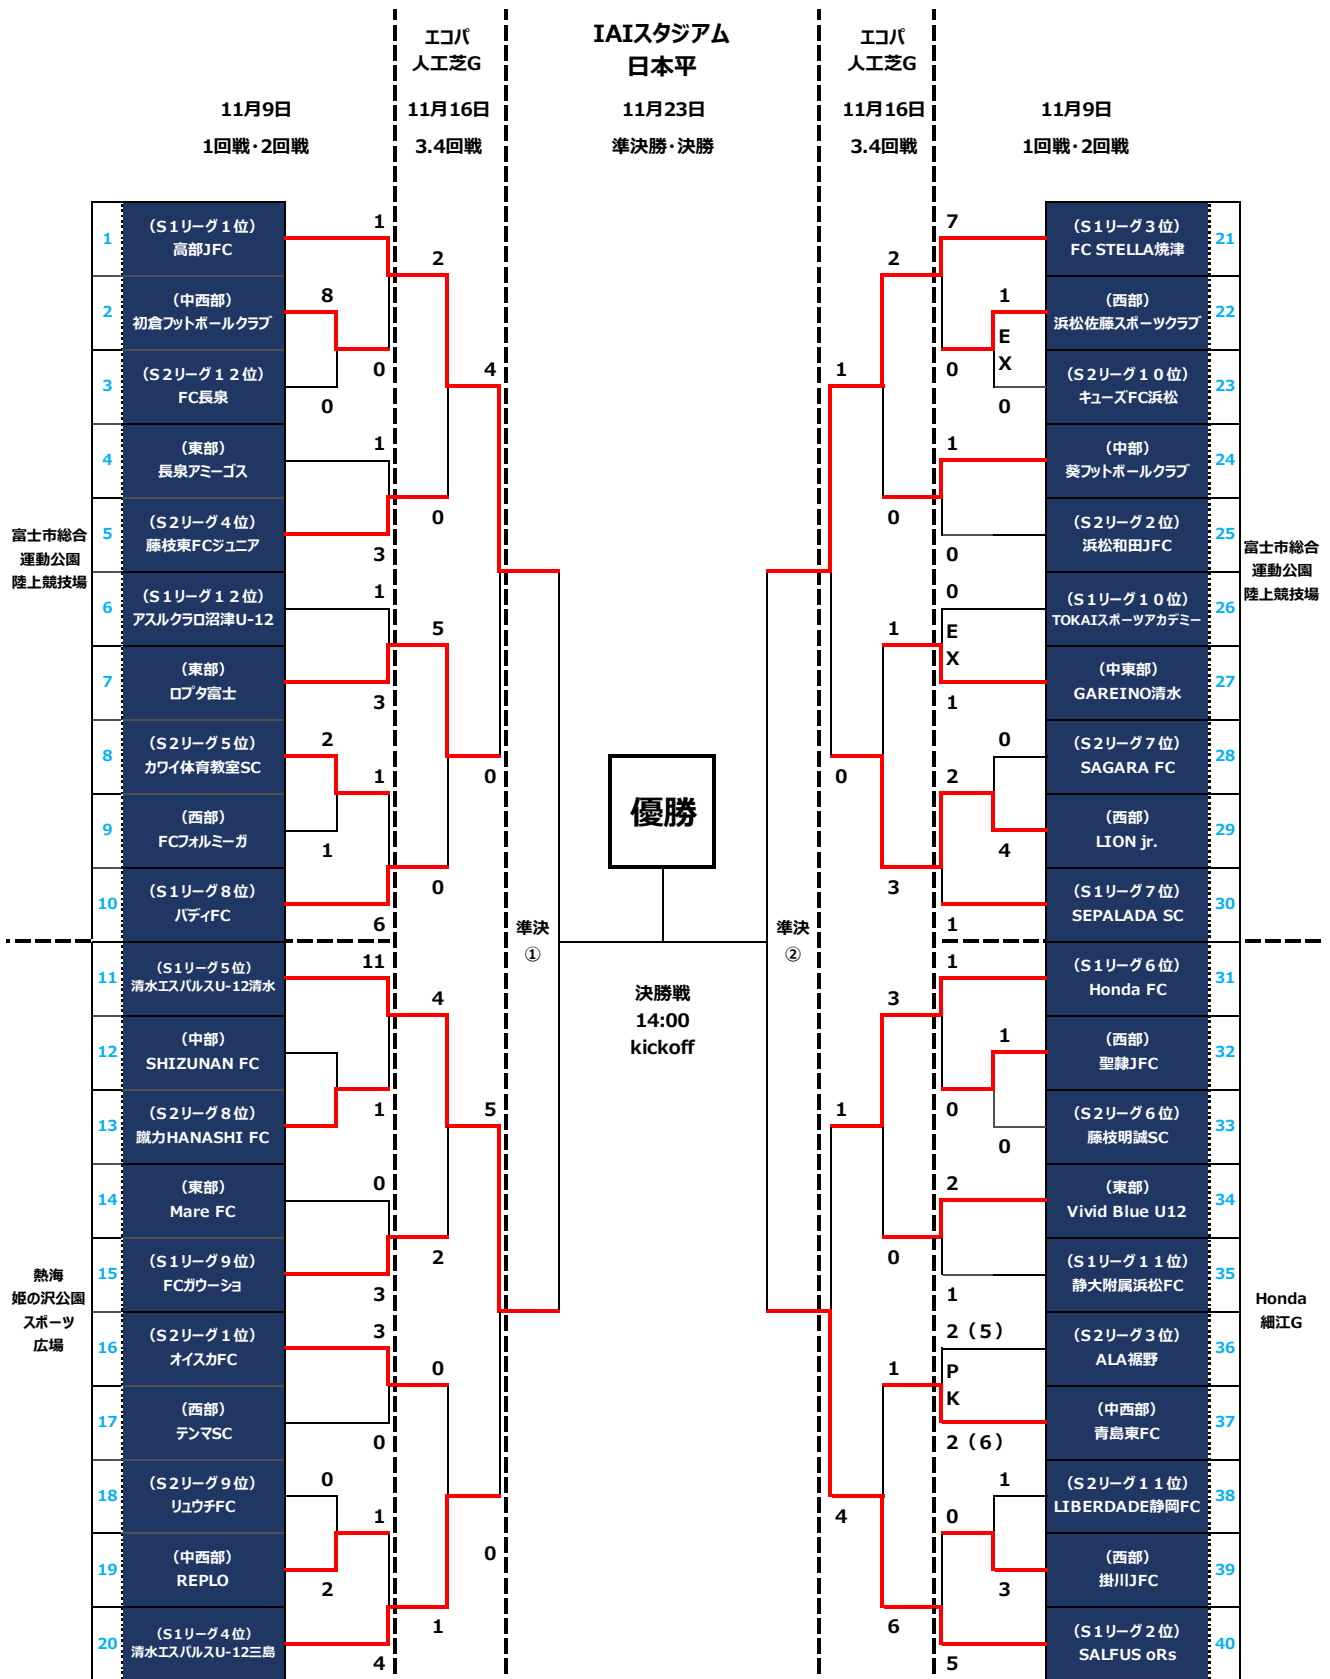 エコパ
人工芝G
IAIスタジアム
日本平
エコパ
人工芝G
11月9日
11月16日
11月23日
11月16日
11月9日
1回戦・2回戦
3.4回戦
準決勝・決勝
3.4回戦
1回戦・2回戦
富士市総合
運動公園
陸上競技場
熱海
姫の沢公園
スポーツ
広場
1
（S1リーグ1位）
高部JFC
2
（中西部）
初倉フットボールクラブ
3
（S2リーグ12位）
FC長泉
4
（東部）
長泉アミーゴス
5
（S2リーグ4位）
藤枝東FCジュニア
6
（S1リーグ12位）
アスルクラロ沼津U-12
7
（東部）
ロプタ富士
8
（S2リーグ5位）
カワイ体育教室SC
9
（西部）
FCフォルミーガ
10
（S1リーグ8位）
バディFC
11
（S1リーグ5位）
清水エスパルスU-12清水
12
（中部）
SHIZUNAN FC
13
（S2リーグ8位）
蹴力HANASHI FC
14
（東部）
Mare FC
15
（S1リーグ9位）
FCガウーショ
16
（S2リーグ1位）
オイスカFC
17
（西部）
テンマSC
18
（S2リーグ9位）
リュウチFC
19
（中西部）
REPLO
20
（S1リーグ4位）
清水エスパルスU-12三島
1
8
0
0
1
3
1
3
2
1
1
6
11
1
0
3
3
0
0
1
2
4
2
0
5
0
4
2
0
1
4
0
5
0
準決
①
優勝
決勝戦
14:00
kickoff
準決
②
1
0
1
4
2
0
1
3
3
0
1
6
7
1
E
X
0
0
1
0
0
E
X
1
0
2
4
1
1
1
0
0
2
1
2（5）
P
K
2（6）
1
0
3
5
（S1リーグ3位）
FC STELLA焼津
21
（西部）
浜松佐藤スポーツクラブ
22
（S2リーグ10位）
キューズFC浜松
23
（中部）
葵フットボールクラブ
24
（S2リーグ2位）
浜松和田JFC
25
（S1リーグ10位）
TOKAIスポーツアカデミー
26
（中東部）
GAREINO清水
27
（S2リーグ7位）
SAGARA FC
28
（西部）
LION jr.
29
（S1リーグ7位）
SEPALADA SC
30
（S1リーグ6位）
Honda FC
31
（西部）
聖隷JFC
32
（S2リーグ6位）
藤枝明誠SC
33
（東部）
Vivid Blue U12
34
（S1リーグ11位）
静大附属浜松FC
35
（S2リーグ3位）
ALA裾野
36
（中西部）
青島東FC
37
（S2リーグ11位）
LIBERDADE静岡FC
38
（西部）
掛川JFC
39
（S1リーグ2位）
SALFUS oRs
40
富士市総合
運動公園
陸上競技場
Honda
細江G